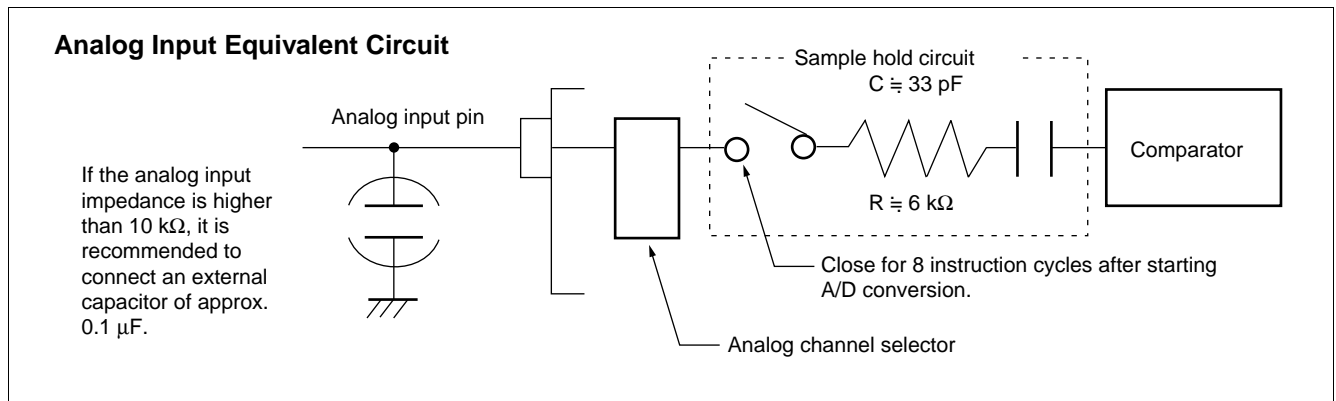 Analog Input Equivalent Circuit
Sample hold circuit
C ≒ 33 pF
Analog input pin
Comparator
If the analog input
impedance is higher
than 10 kΩ, it is
recommended to
connect an external
capacitor of approx.
0.1 µF.
R ≒ 6 kΩ
Close for 8 instruction cycles after starting
A/D conversion.
Analog channel selector